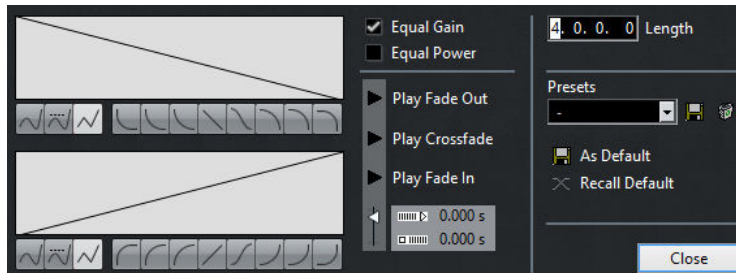 Equal Gain
Equal Power
4. 0. 0. 0 Length
Play Fade Out
Play Crossfade
Play Fade In
0.000 s
0.000 s
Presets
-
As Default
Recall Default
Close